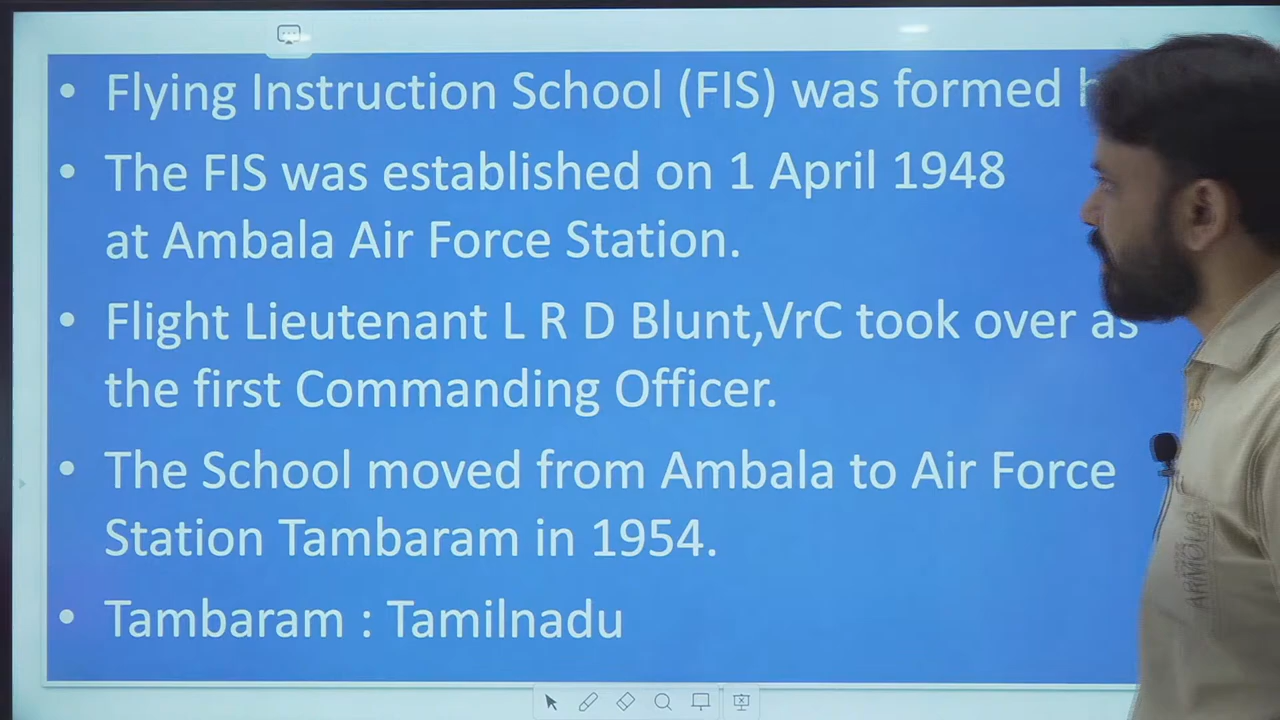 • Flying Instruction School (FIS) was formed
• The FIS was established on 1 April 1948
at Ambala Air Force Station.
• Flight Lieutenant L R D Blunt,VrC took over as
the first Commanding Officer.
• The School moved from Ambala to Air Force
Station Tambaram in 1954.
• Tambaram : Tamilnadu
ARMOUR